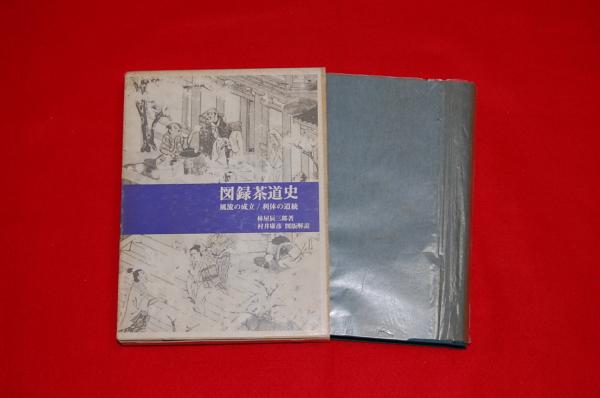 図録茶道史
風流の成立/利休の道統
林屋辰三郎著
村井康彦 図版解説